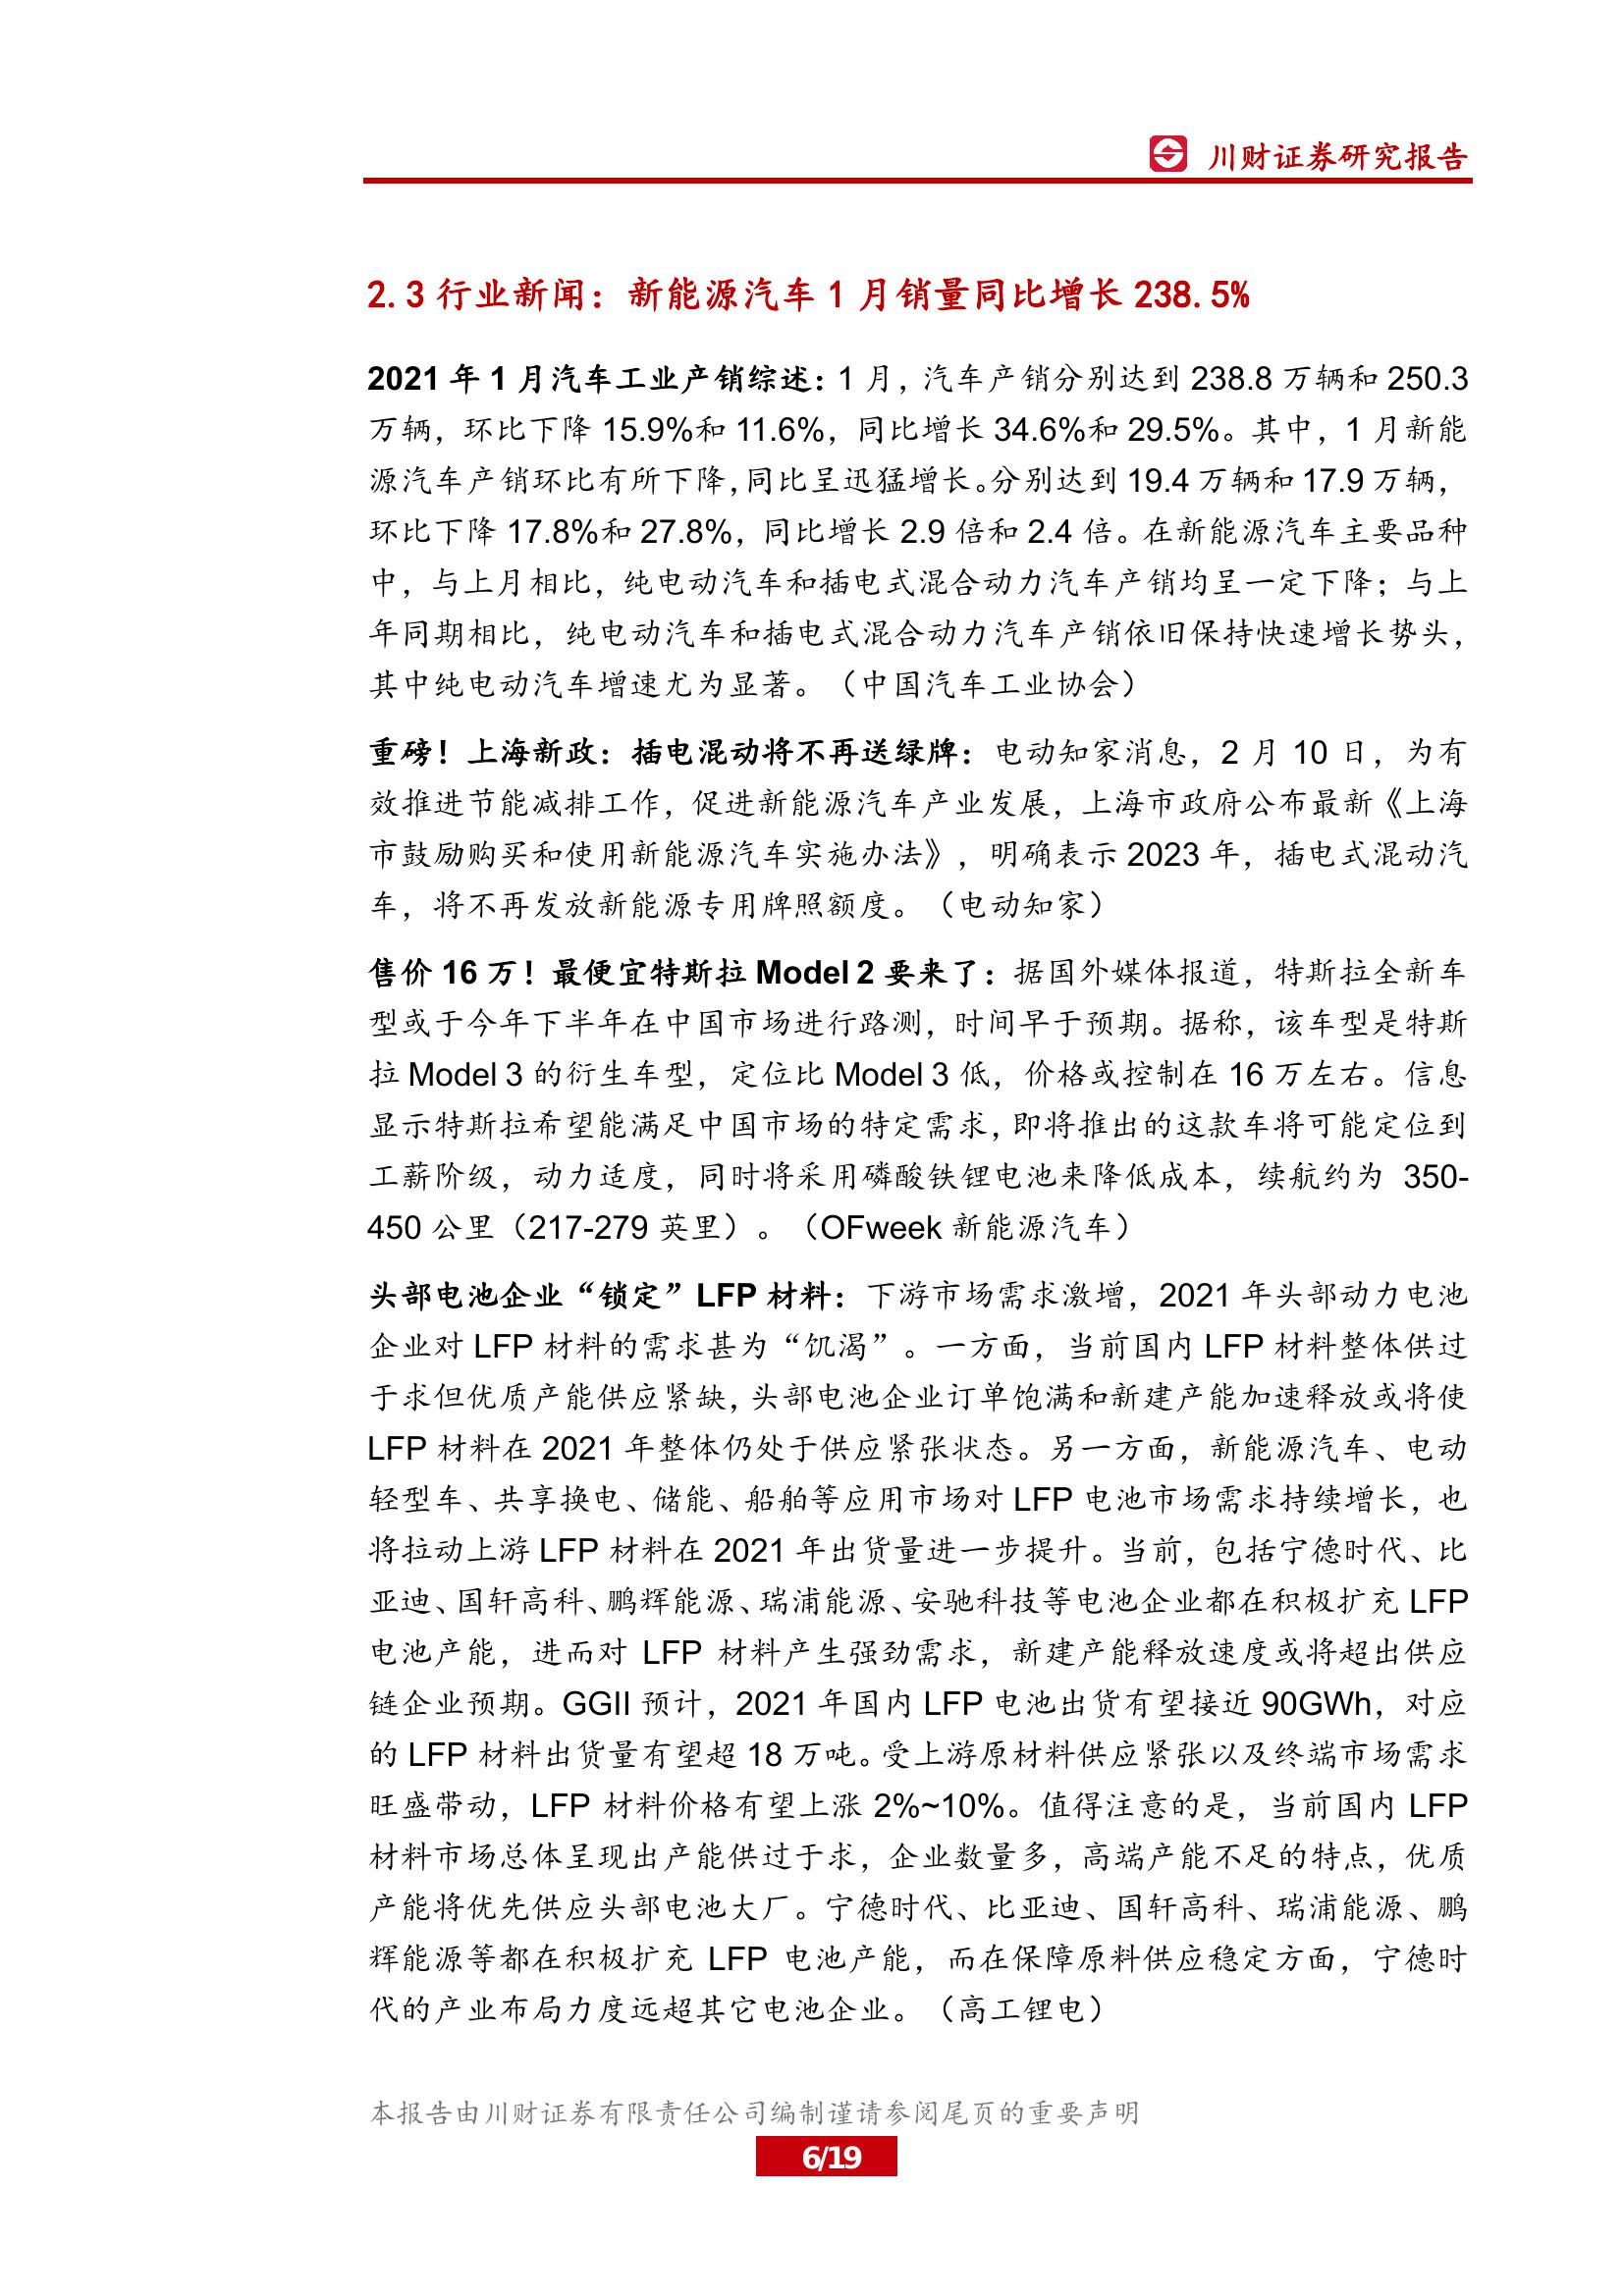 川财证券研究报告
2.3 行业新闻：新能源汽车 1 月销量同比增长 238.5%
2021 年 1 月汽车工业产销综述：1 月，汽车产销分别达到 238.8 万辆和 250.3
万辆，环比下降 15.9%和 11.6%，同比增长 34.6%和 29.5%。其中，1 月新能
源汽车产销环比有所下降，同比呈迅猛增长。分别达到 19.4 万辆和 17.9 万辆，
环比下降 17.8%和 27.8%，同比增长 2.9 倍和 2.4 倍。在新能源汽车主要品种
中，与上月相比，纯电动汽车和插电式混合动力汽车产销均呈一定下降；与上
年同期相比，纯电动汽车和插电式混合动力汽车产销依旧保持快速增长势头，
其中纯电动汽车增速尤为显著。（中国汽车工业协会）
重磅！上海新政：插电混动将不再送绿牌：电动知家消息，2 月 10 日，为有
效推进节能减排工作，促进新能源汽车产业发展，上海市政府公布最新《上海
市鼓励购买和使用新能源汽车实施办法》，明确表示 2023 年，插电式混动汽
车，将不再发放新能源专用牌照额度。（电动知家）
售价 16 万！最便宜特斯拉 Model 2 要来了：据国外媒体报道，特斯拉全新车
型或于今年下半年在中国市场进行路测，时间早于预期。据称，该车型是特斯
拉 Model 3 的衍生车型，定位比 Model 3 低，价格或控制在 16 万左右。信息
显示特斯拉希望能满足中国市场的特定需求，即将推出的这款车将可能定位到
工薪阶级，动力适度，同时将采用磷酸铁锂电池来降低成本，续航约为 350-
450 公里（217-279 英里）。（OFweek 新能源汽车）
头部电池企业“锁定”LFP 材料：下游市场需求激增，2021 年头部动力电池
企业对 LFP 材料的需求甚为“饥渴”。一方面，当前国内 LFP 材料整体供过
于求但优质产能供应紧缺，头部电池企业订单饱满和新建产能加速释放或将使
LFP 材料在 2021 年整体仍处于供应紧张状态。另一方面，新能源汽车、电动
轻型车、共享换电、储能、船舶等应用市场对 LFP 电池市场需求持续增长，也
将拉动上游 LFP 材料在 2021 年出货量进一步提升。当前，包括宁德时代、比
亚迪、国轩高科、鹏辉能源、瑞浦能源、安驰科技等电池企业都在积极扩充 LFP
电池产能，进而对 LFP 材料产生强劲需求，新建产能释放速度或将超出供应
链企业预期。GGII 预计，2021 年国内 LFP 电池出货有望接近 90GWh，对应
的 LFP 材料出货量有望超 18 万吨。受上游原材料供应紧张以及终端市场需求
旺盛带动，LFP 材料价格有望上涨 2%~10%。值得注意的是，当前国内 LFP
材料市场总体呈现出产能供过于求，企业数量多，高端产能不足的特点，优质
产能将优先供应头部电池大厂。宁德时代、比亚迪、国轩高科、瑞浦能源、鹏
辉能源等都在积极扩充 LFP 电池产能，而在保障原料供应稳定方面，宁德时
代的产业布局力度远超其它电池企业。（高工锂电）
本报告由川财证券有限责任公司编制谨请参阅尾页的重要声明
6/19